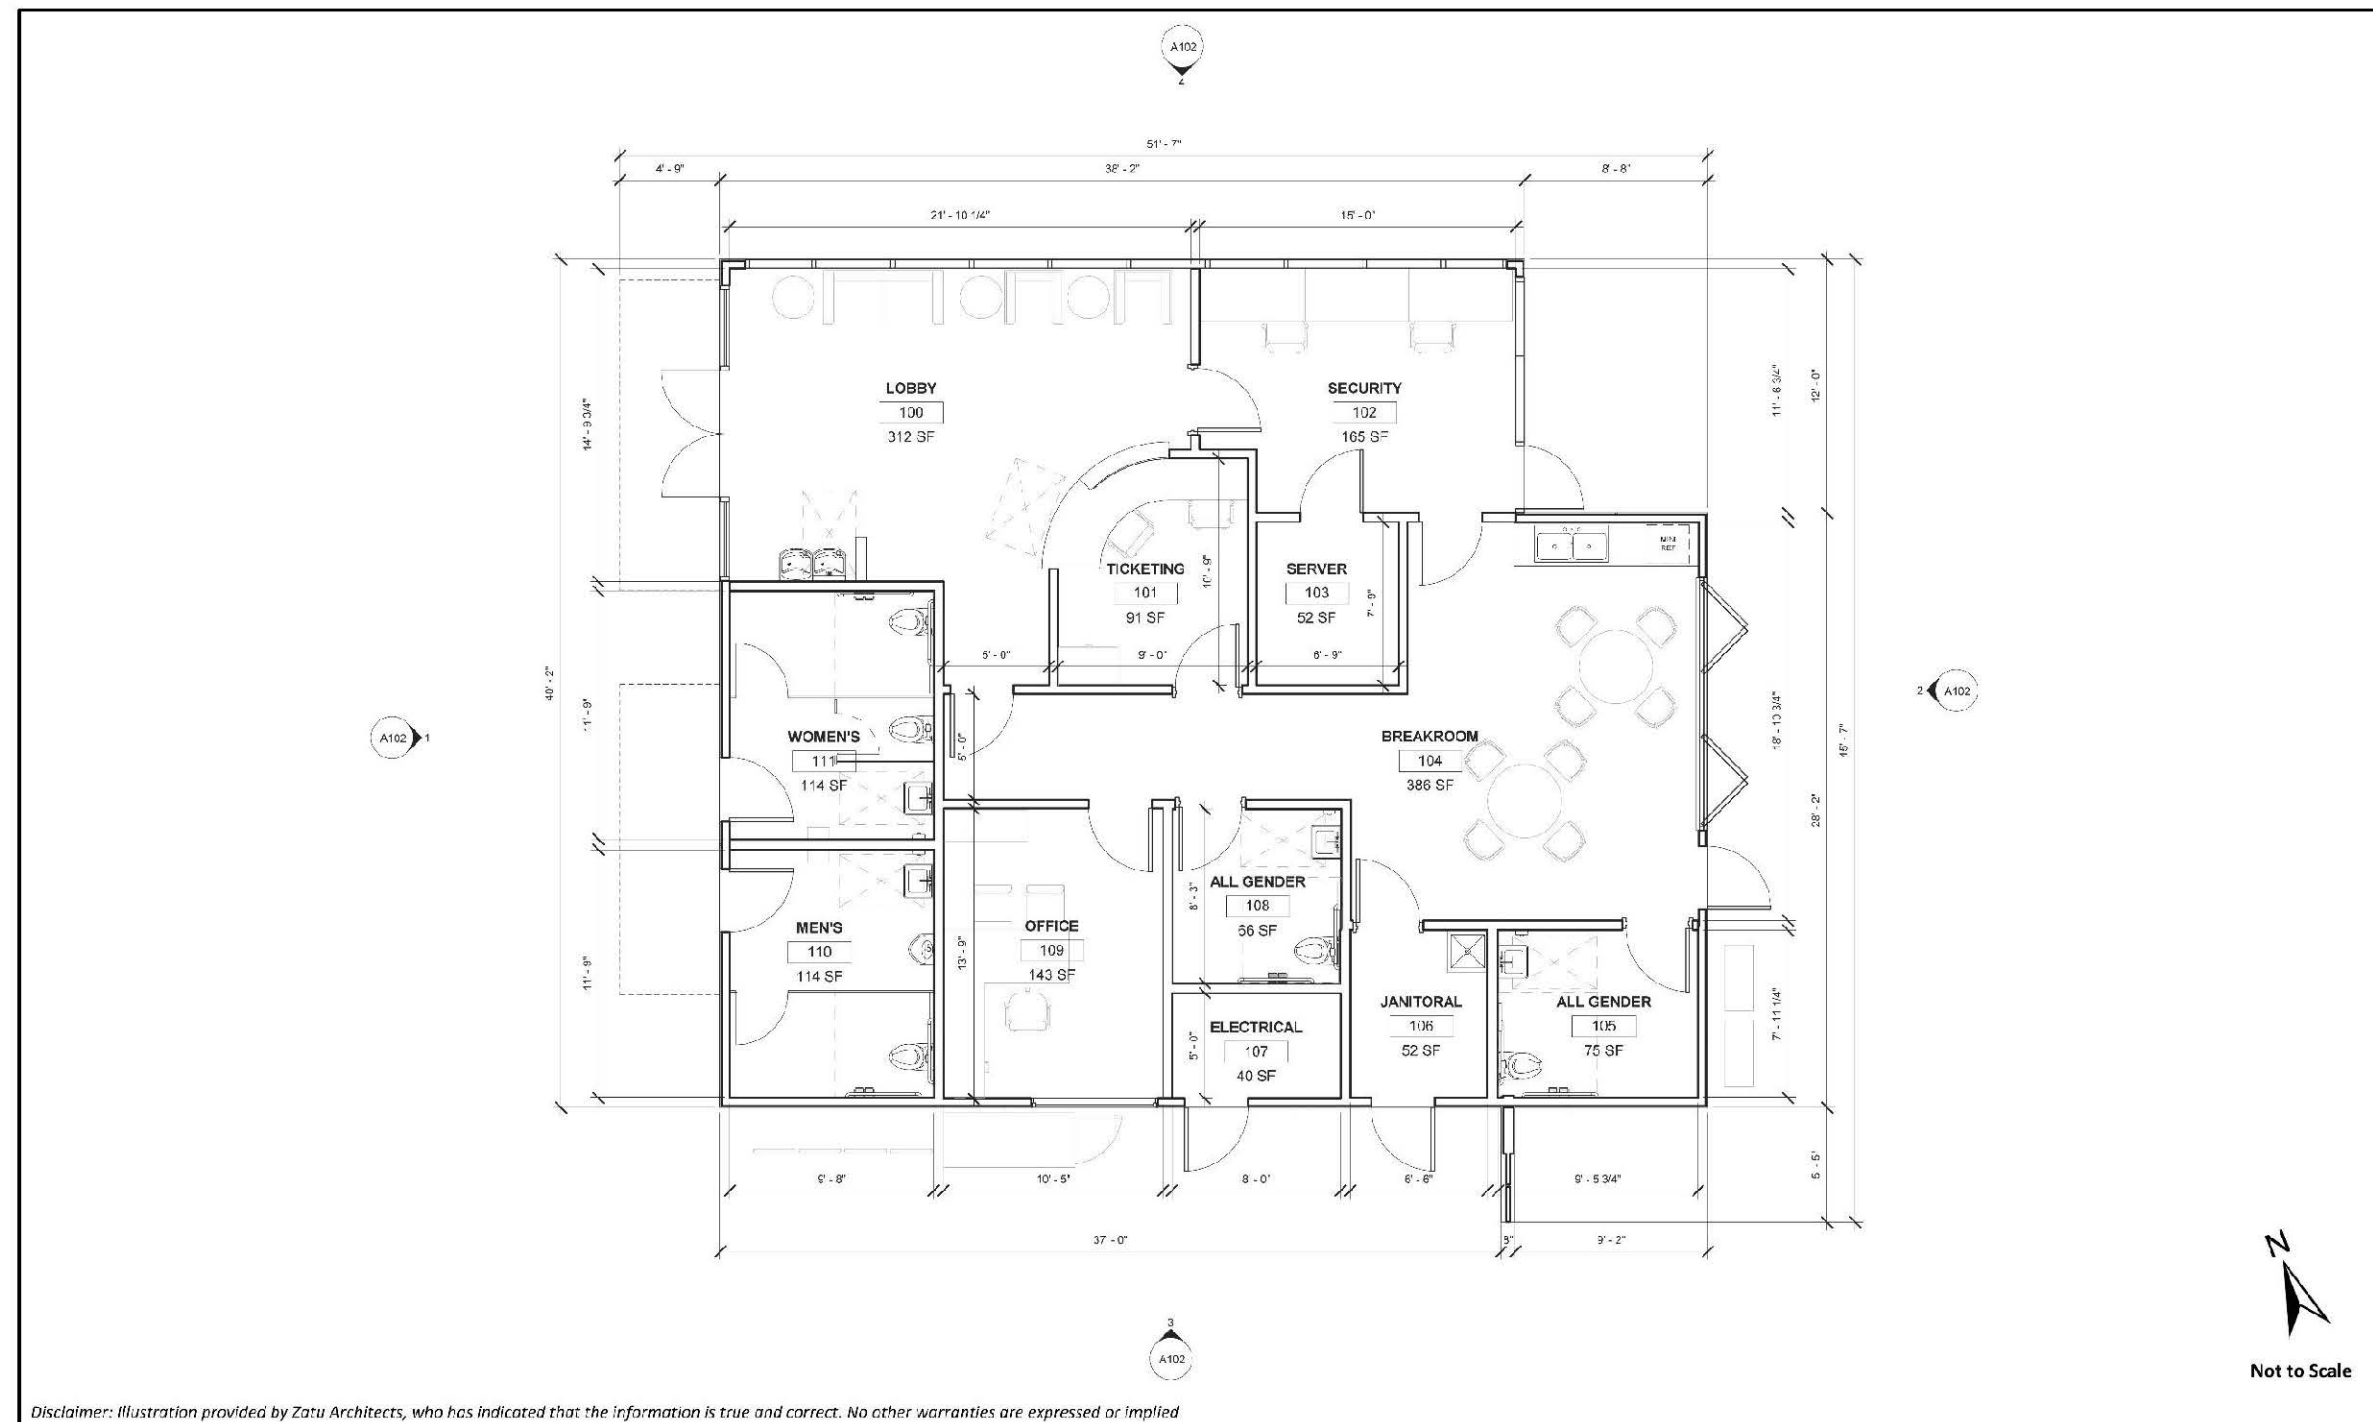 A102
4
51' - 7"
4' - 9"
38' - 2"
8' - 8"
21' - 10 1/4"
15' - 0"
LOBBY
100
312 SF
SECURITY
102
165 SF
14' - 9 3/4"
11' - 6 3/4"
12' - 0"
TICKETING
101
91 SF
10' - 9"
SERVER
103
52 SF
7' - 9"
MINI
REF
5' - 0"
9' - 0"
6' - 9"
40' - 2"
11' - 9"
A102
1
WOMEN'S
111
114 SF
5' - 0"
BREAKROOM
104
386 SF
2
A102
18' - 10 3/4"
45' - 7"
28' - 2"
MEN'S
110
114 SF
11' - 9"
13' - 9"
OFFICE
109
143 SF
ALL GENDER
108
66 SF
8' - 3"
ELECTRICAL
107
40 SF
5' - 0"
JANITORAL
106
52 SF
ALL GENDER
105
75 SF
7' - 11 1/4"
5' - 5"
9' - 8"
10' - 5"
8' - 0"
6' - 6"
9' - 5 3/4"
37' - 0"
8"
9' - 2"
3
A102
N
Not to Scale
Disclaimer: Illustration provided by Zatu Architects, who has indicated that the information is true and correct. No other warranties are expressed or implied